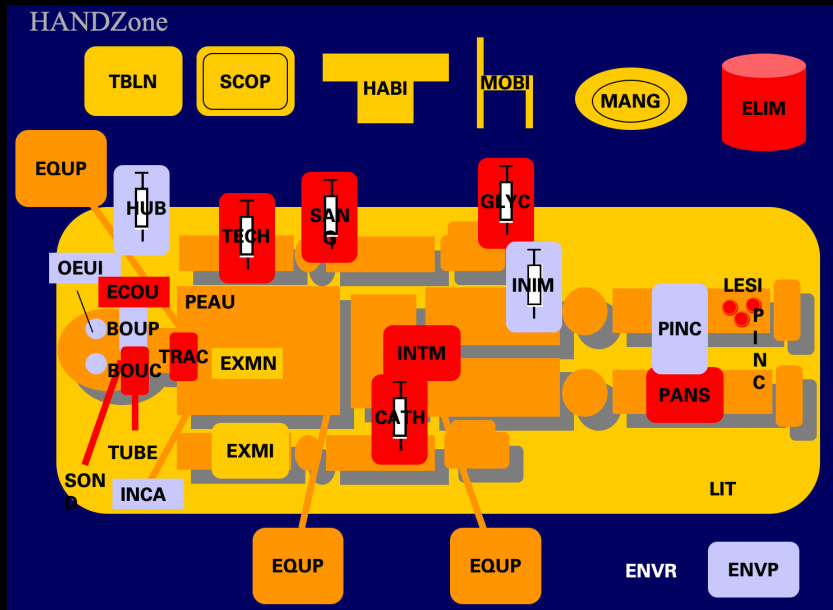 HANDZone
TBLN
SCOP
HABI
MOBI
MANG
ELIM
EQUP
HUB
TECH
SAN
G
GLYC
OEUI
INIM
ECOU
PEAU
LESI
BOUP
PINC
P
I
N
C
TRAC
EXMN
INTM
BOUC
PANS
CATH
TUBE
EXMI
SON
D
INCA
LIT
EQUP
EQUP
ENVR
ENVP